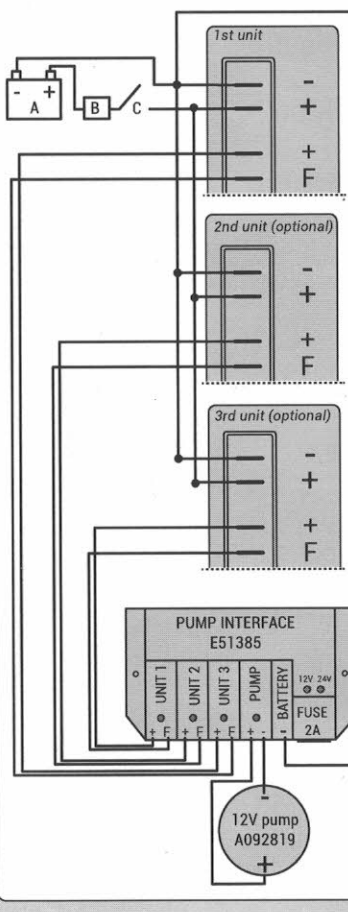 1st unit
- +
A
B
C
-
+
+
F
2nd unit (optional)
-
+
+
F
3rd unit (optional)
-
+
+
F
PUMP INTERFACE
E51385
UNIT 1
UNIT 2
UNIT 3
PUMP
BATTERY
12V 24V
FUSE
2A
+ F + F + F + - -
-
12V pump
A092819
+